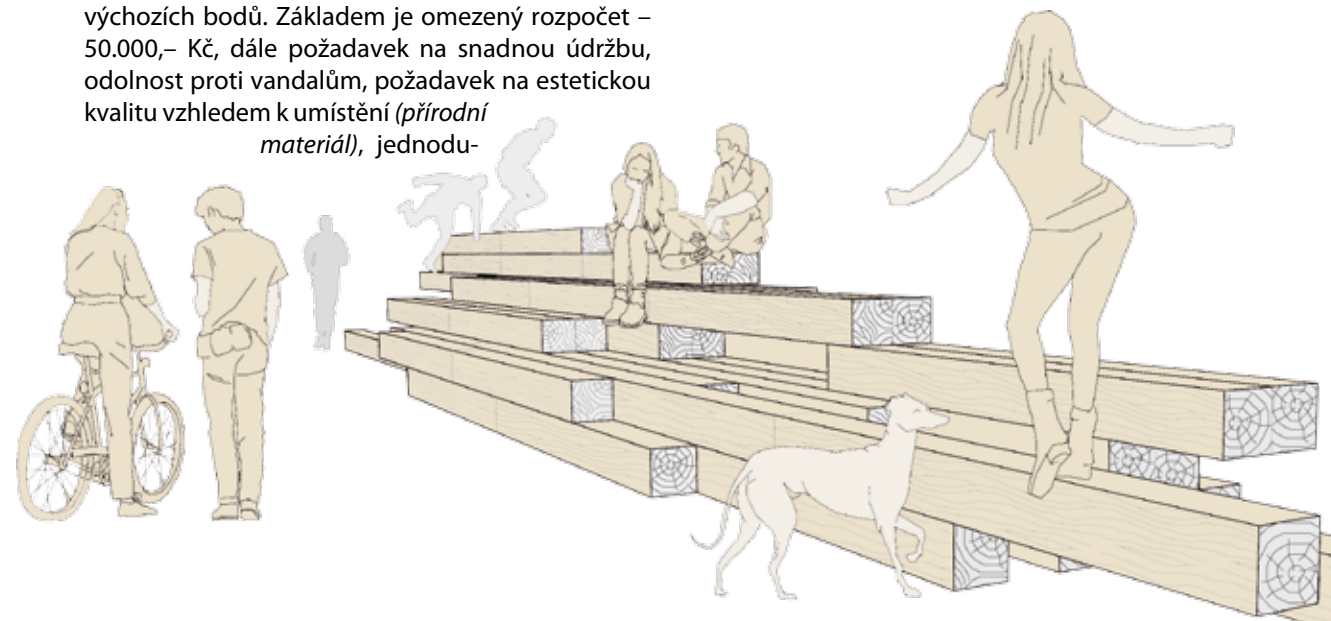 výchozích bodů. Základem je omezený rozpočet –
50.000,– Kč, dále požadavek na snadnou údržbu,
odolnost proti vandalům, požadavek na estetickou
kvalitu vzhledem k umístění (přírodní
materiál), jednodu-